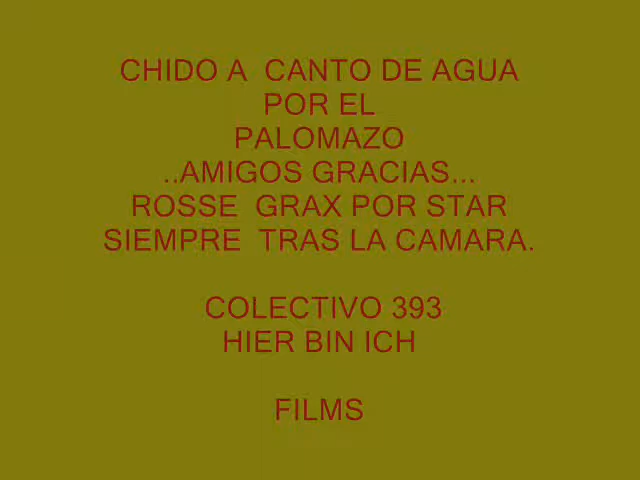 CHIDO A  CANTO DE AGUA
POR EL
PALOMAZO
..AMIGOS GRACIAS...
ROSSE  GRAX POR STAR
SIEMPRE  TRAS LA CAMARA.
COLECTIVO 393
HIER BIN ICH
FILMS